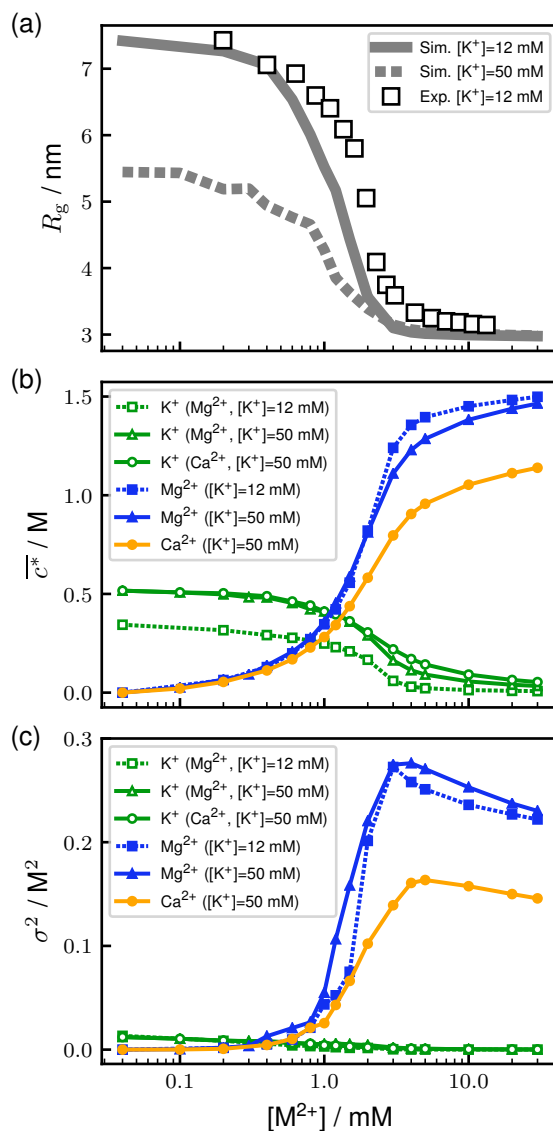 (a)
7
6
5
4
3
R_g / nm
Sim. [K⁺]=12 mM
Sim. [K⁺]=50 mM
Exp. [K⁺]=12 mM
(b)
1.5
1.0
0.5
0.0
c* / M
K⁺ (Mg²⁺, [K⁺]=12 mM)
K⁺ (Mg²⁺, [K⁺]=50 mM)
K⁺ (Ca²⁺, [K⁺]=50 mM)
Mg²⁺ ([K⁺]=12 mM)
Mg²⁺ ([K⁺]=50 mM)
Ca²⁺ ([K⁺]=50 mM)
(c)
0.3
0.2
0.1
0.0
σ² / M²
K⁺ (Mg²⁺, [K⁺]=12 mM)
K⁺ (Mg²⁺, [K⁺]=50 mM)
K⁺ (Ca²⁺, [K⁺]=50 mM)
Mg²⁺ ([K⁺]=12 mM)
Mg²⁺ ([K⁺]=50 mM)
Ca²⁺ ([K⁺]=50 mM)
0.1
1.0
10.0
[M²⁺] / mM